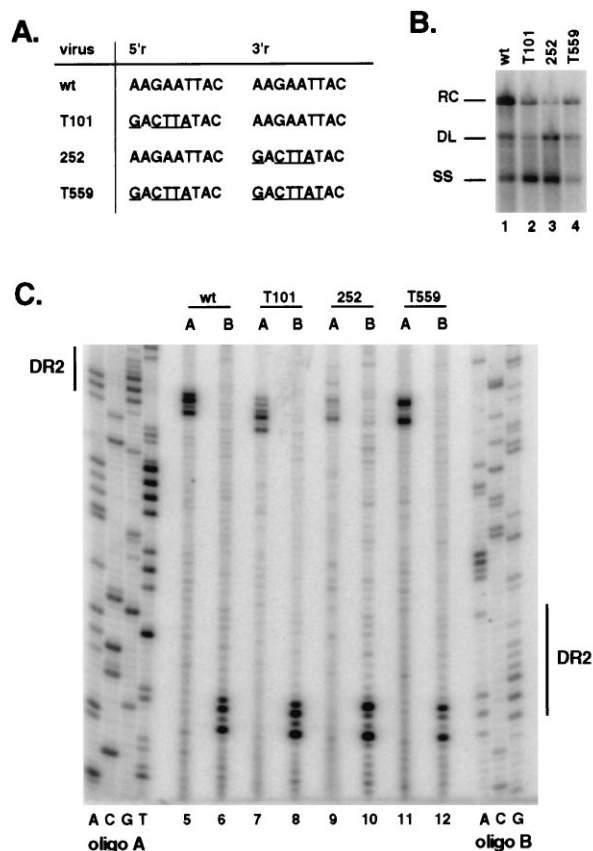 A.
virus 5'r 3'r
wt AAGAATTAC AAGAATTAC
T101 GACTTATAC AAGAATTAC
252 AAGAATTAC GACTTATAC
T559 GACTTATAC GACTTATAC
B.
wt T101 252 T559
RC
DL
SS
1 2 3 4
C.
wt T101 252 T559
A B A B A B A B
DR2
DR2
A C G T 5 6 7 8 9 10 11 12 A C G
oligo A oligo B